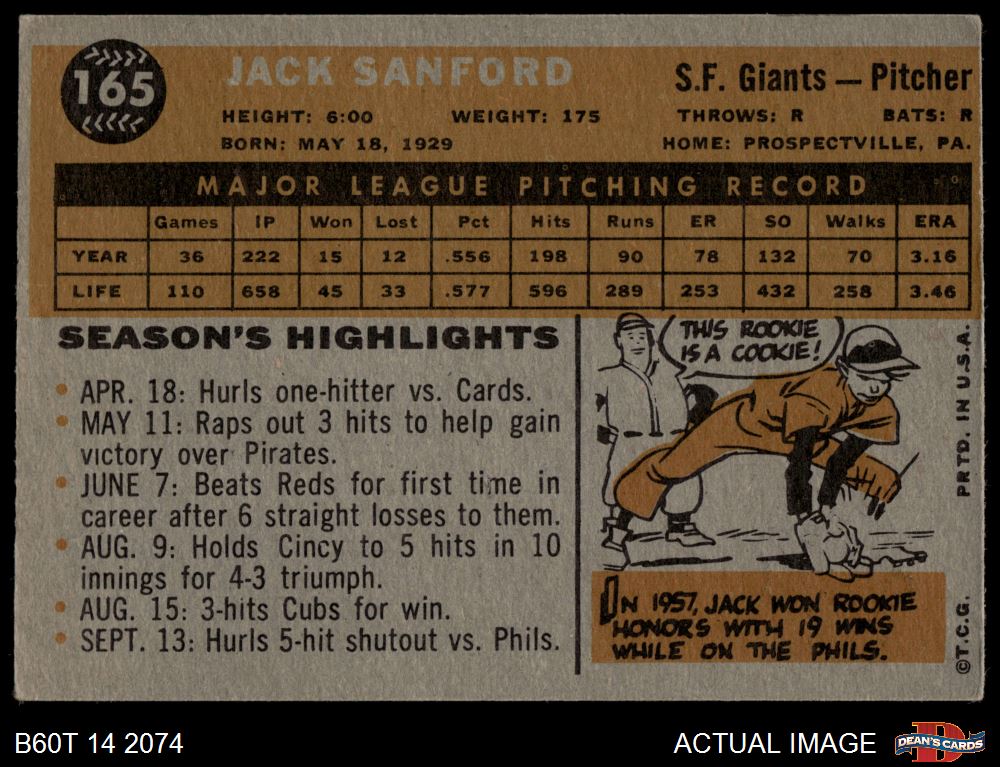 165
JACK SANFORD
S.F. Giants — Pitcher
HEIGHT: 6:00 WEIGHT: 175 THROWS: R BATS: R
BORN: MAY 18, 1929 HOME: PROSPECTVILLE, PA.
MAJOR LEAGUE PITCHING RECORD
Games IP Won Lost Pct Hits Runs ER SO Walks ERA
YEAR 36 222 15 12 .556 198 90 78 132 70 3.16
LIFE 110 658 45 33 .577 596 289 253 432 258 3.46
SEASON'S HIGHLIGHTS
• APR. 18: Hurls one-hitter vs. Cards.
• MAY 11: Raps out 3 hits to help gain
victory over Pirates.
• JUNE 7: Beats Reds for first time in
career after 6 straight losses to them.
• AUG. 9: Holds Cincy to 5 hits in 10
innings for 4-3 triumph.
• AUG. 15: 3-hits Cubs for win.
• SEPT. 13: Hurls 5-hit shutout vs. Phils.
THIS ROOKIE
IS A COOKIE!
IN 1957, JACK WON ROOKIE
HONORS WITH 19 WINS
WHILE ON THE PHILS.
©T.C.G. PRTD. IN U.S.A.
B60T 14 2074
ACTUAL IMAGE
DEAN'S CARDS